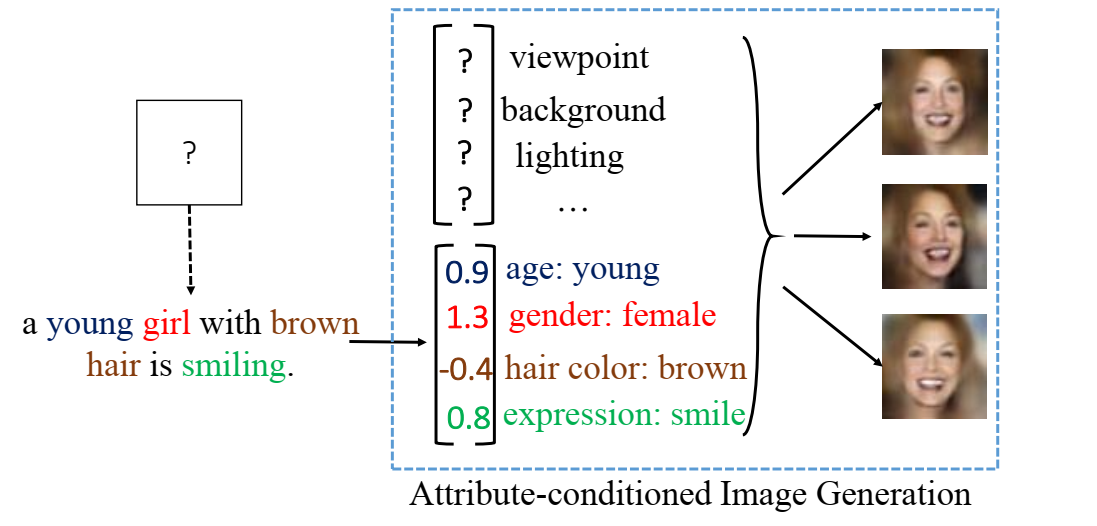 ?
a young girl with brown
hair is smiling.
? viewpoint
? background
? lighting
? ...
0.9 age: young
1.3 gender: female
-0.4 hair color: brown
0.8 expression: smile
Attribute-conditioned Image Generation